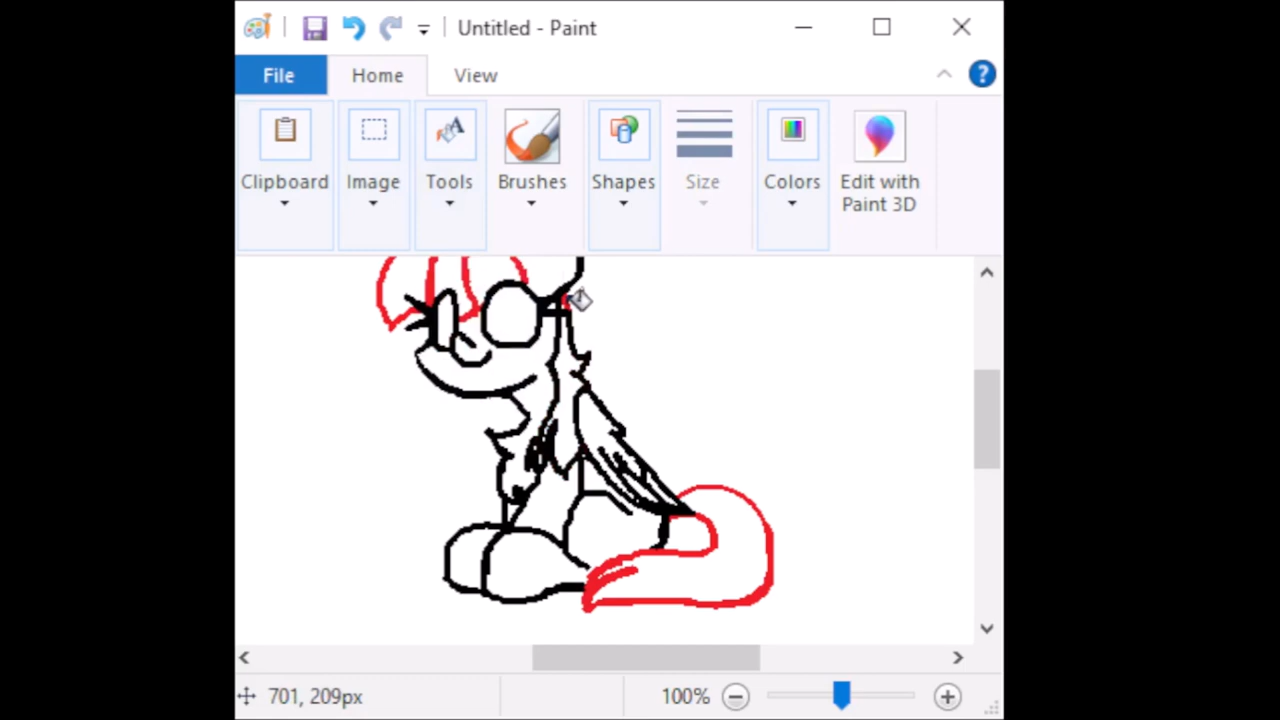 Untitled - Paint
File Home View
Clipboard Image Tools Brushes Shapes Size Colors Edit with
Paint 3D
701, 209px 100%